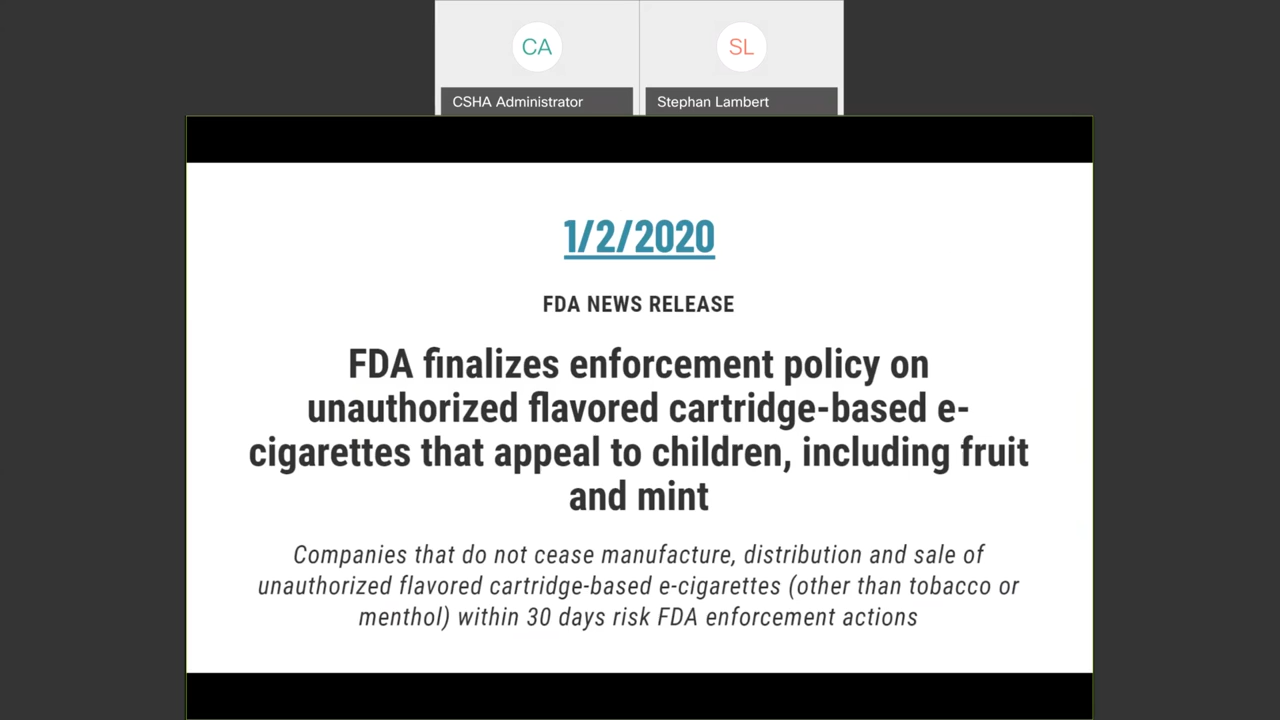 CA
SL
CSHA Administrator
Stephan Lambert
1/2/2020
FDA NEWS RELEASE
FDA finalizes enforcement policy on
unauthorized flavored cartridge-based e-
cigarettes that appeal to children, including fruit
and mint
Companies that do not cease manufacture, distribution and sale of
unauthorized flavored cartridge-based e-cigarettes (other than tobacco or
menthol) within 30 days risk FDA enforcement actions